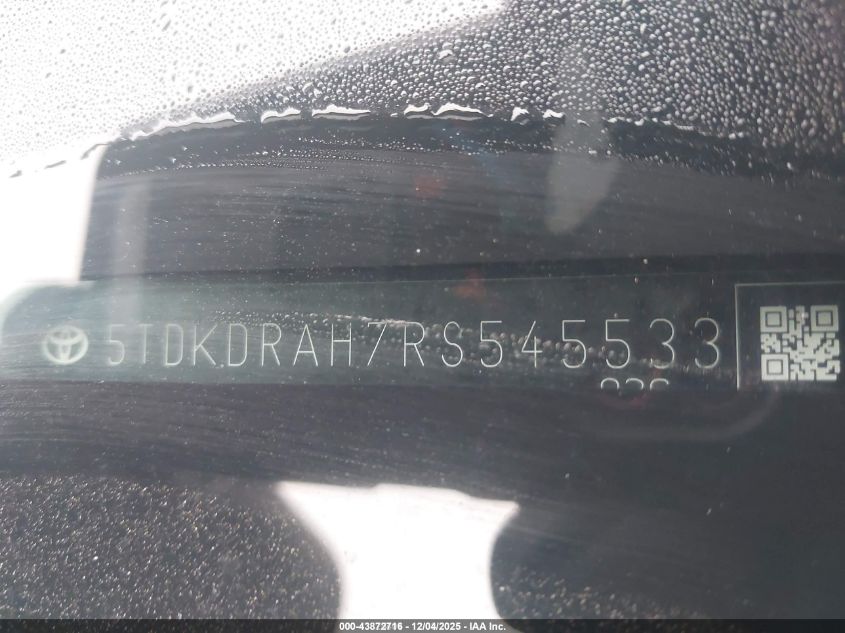 5TDKDRAH7RS545533
000-43872716 - 12/04/2025 - IAA Inc.